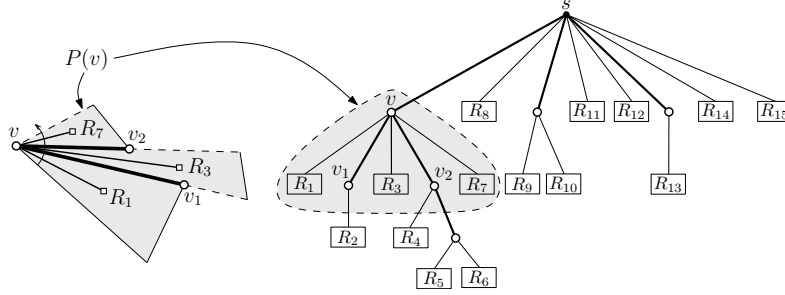 s
P(v)
v
R₈
R₁₁
R₁₂
R₁₄
R₁₅
R₇
v
v₂
R₃
v₁
R₁
R₁
v₁
R₃
v₂
R₇
R₉
R₁₀
R₁₃
R₂
R₄
R₅
R₆